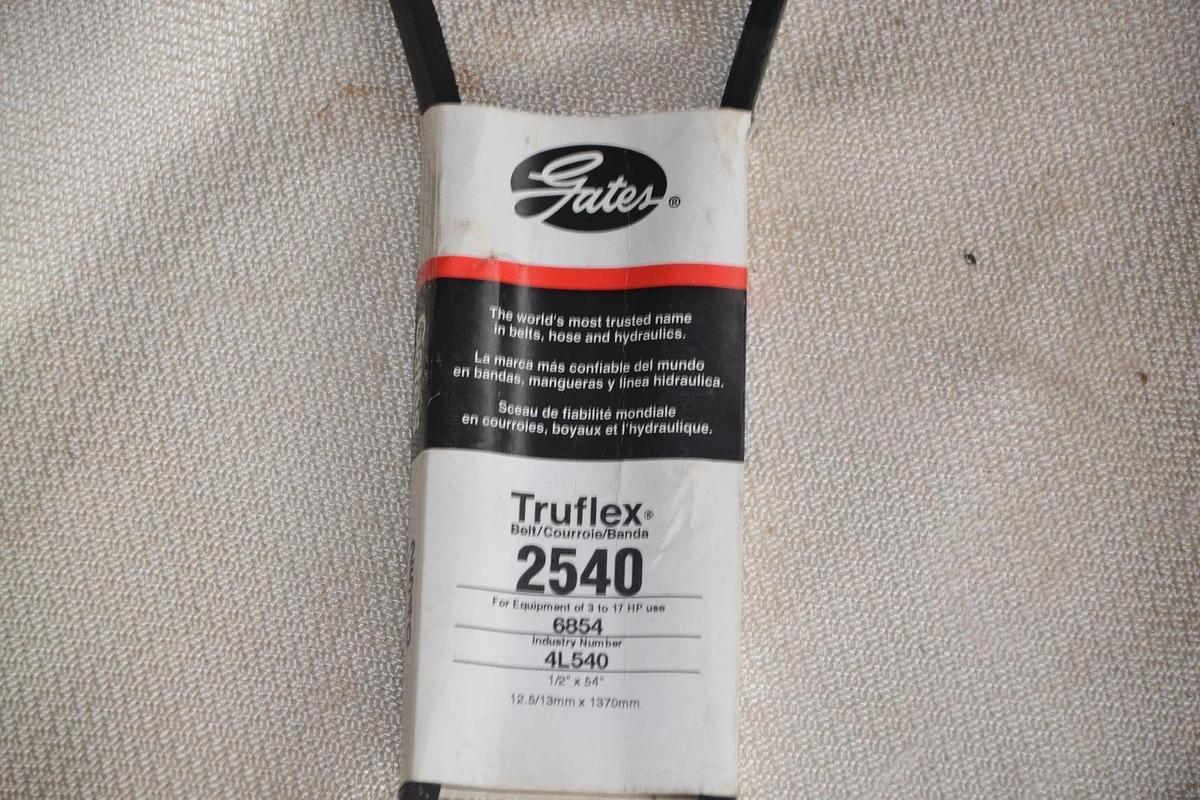 Gates®
The world's most trusted name
in belts, hose and hydraulics.
La marca más confiable del mundo
en bandas, mangueras y linea hidraulica.
Sceau de fiabilité mondiale
en courroies, boyaux et l'hydraulique.
Truflex®
Belt/Courroie/Banda
2540
For Equipment of 3 to 17 HP use
6854
Industry Number
4L540
1/2" x 54"
12.5/13mm x 1370mm